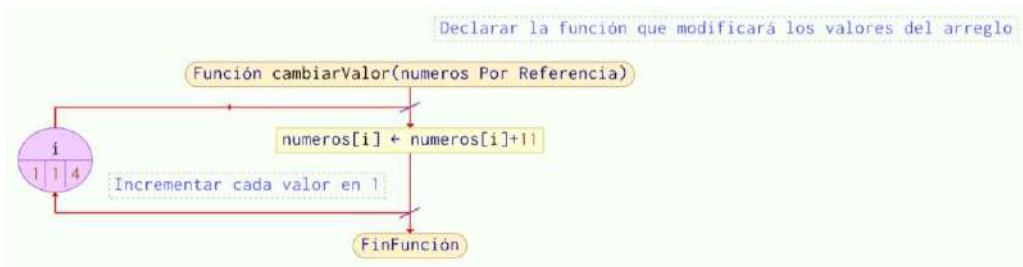 Declarar la función que modificará los valores del arreglo
Función cambiarValor(numeros Por Referencia)
numeros[i] ← numeros[i]+11
i
1 1 4
Incrementar cada valor en 1
FinFunción